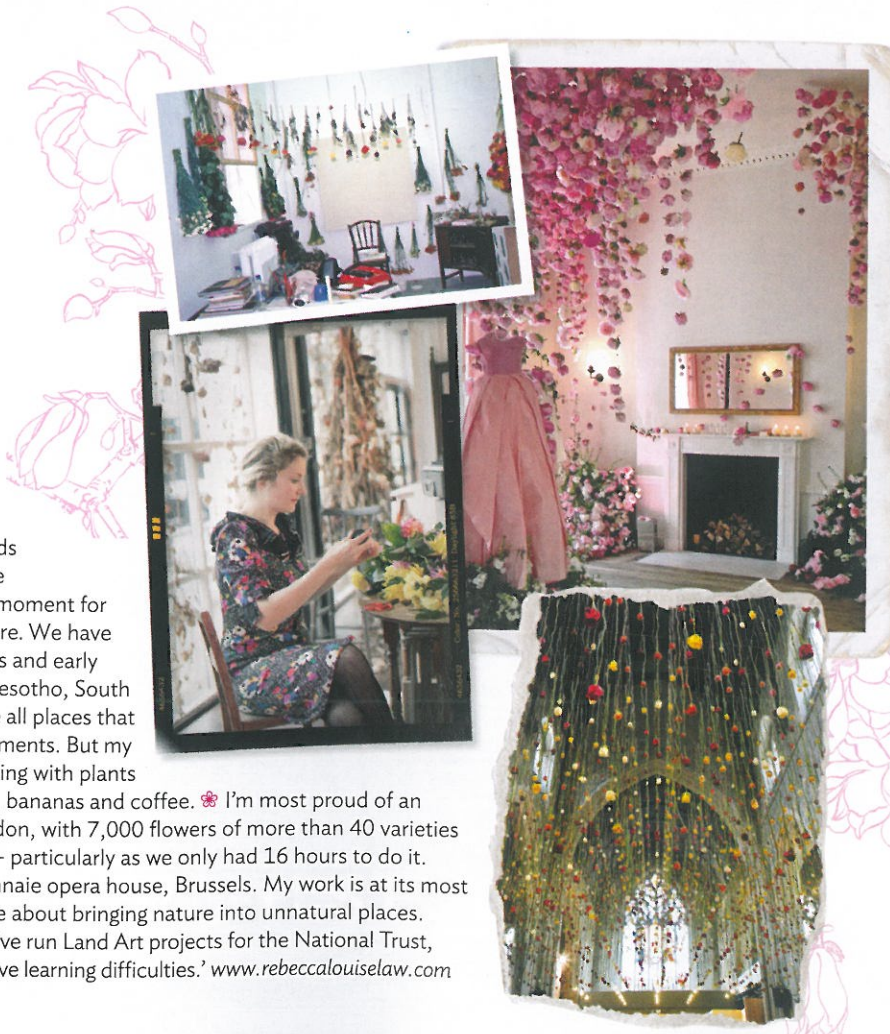 ds
e
moment for
re. We have
s and early
esotho, South
e all places that
ments. But my
ing with plants
bananas and coffee. ❀ I'm most proud of an
don, with 7,000 flowers of more than 40 varieties
– particularly as we only had 16 hours to do it.
nnaie opera house, Brussels. My work is at its most
e about bringing nature into unnatural places.
ve run Land Art projects for the National Trust,
ve learning difficulties.' www.rebeccalouiselaw.com